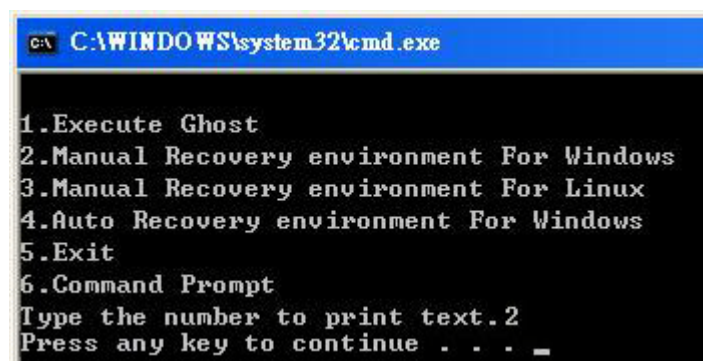 C:\WINDOWS\system32\cmd.exe
1.Execute Ghost
2.Manual Recovery environment For Windows
3.Manual Recovery environment For Linux
4.Auto Recovery environment For Windows
5.Exit
6.Command Prompt
Type the number to print text.2
Press any key to continue . . . _